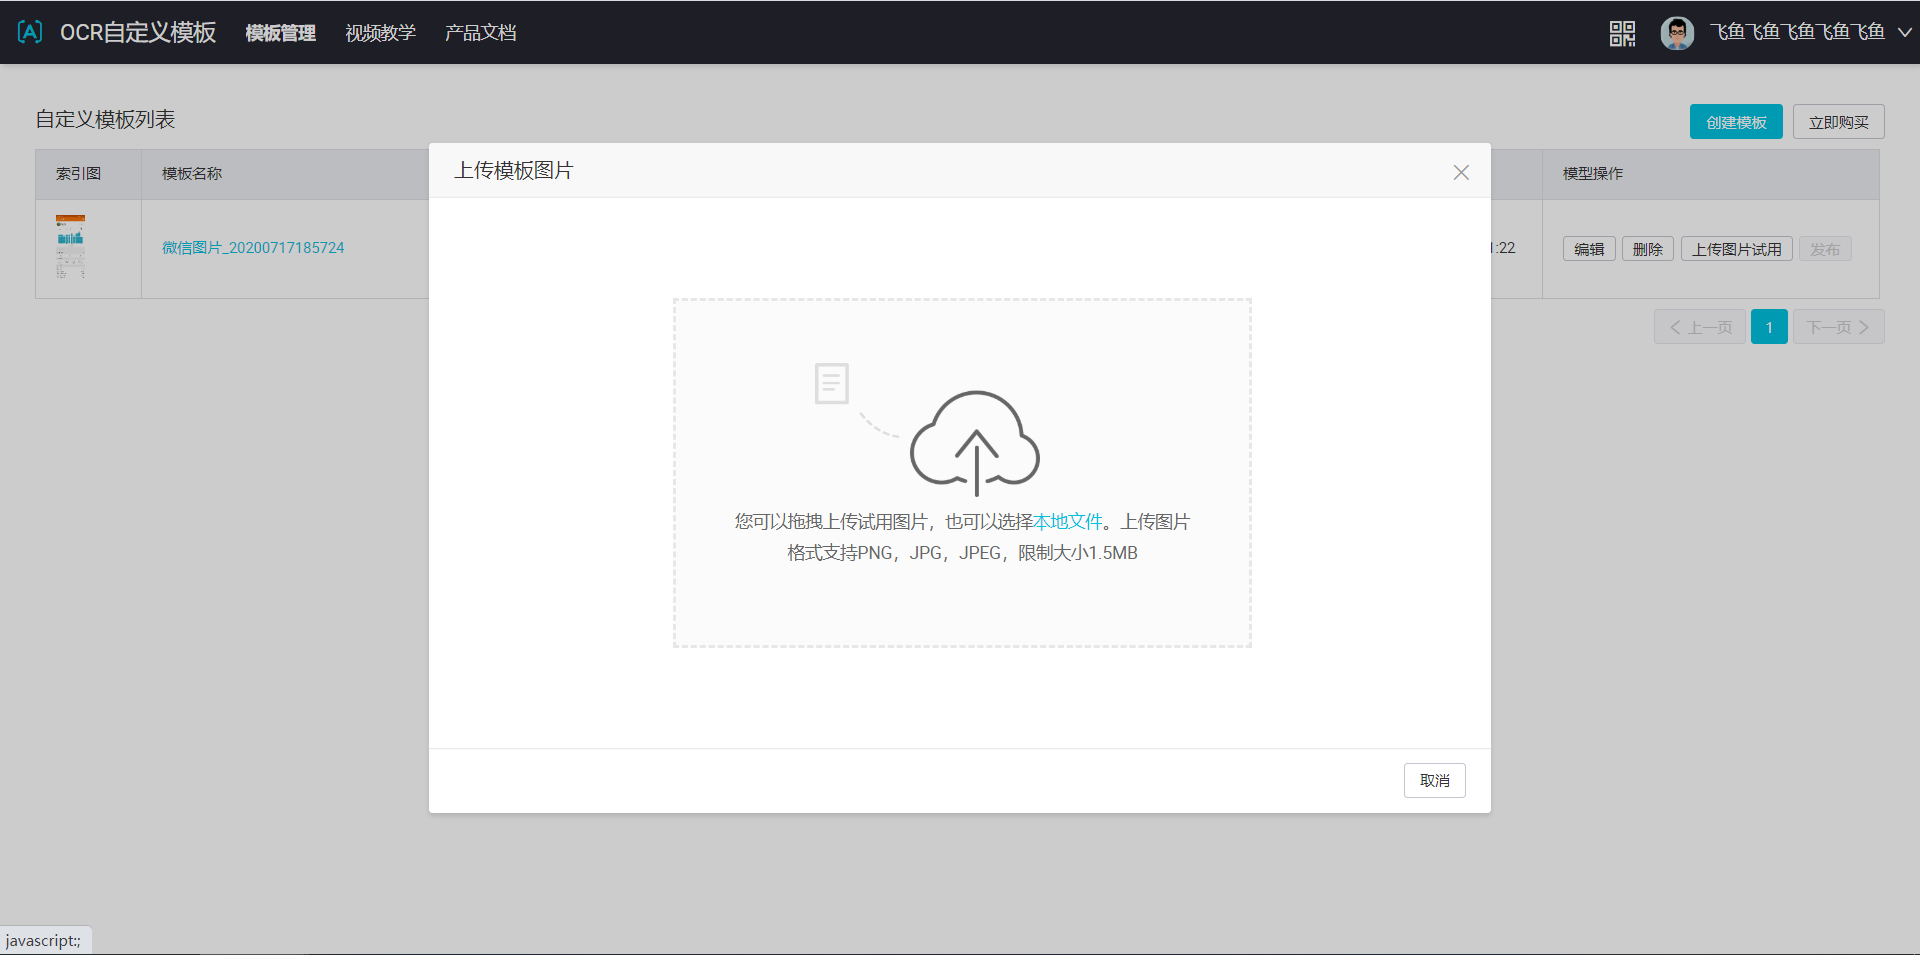 OCR自定义模板 模板管理 视频教学 产品文档 飞鱼飞鱼飞鱼飞鱼飞鱼
自定义模板列表 创建模板 立即购买
上传模板图片
索引图 模板名称 模型操作
微信图片_20200717185724 1:22 编辑 删除 上传图片试用 发布
上一页 1 下一页
您可以拖拽上传试用图片，也可以选择本地文件。上传图片
格式支持PNG，JPG，JPEG，限制大小1.5MB
取消
javascript:;